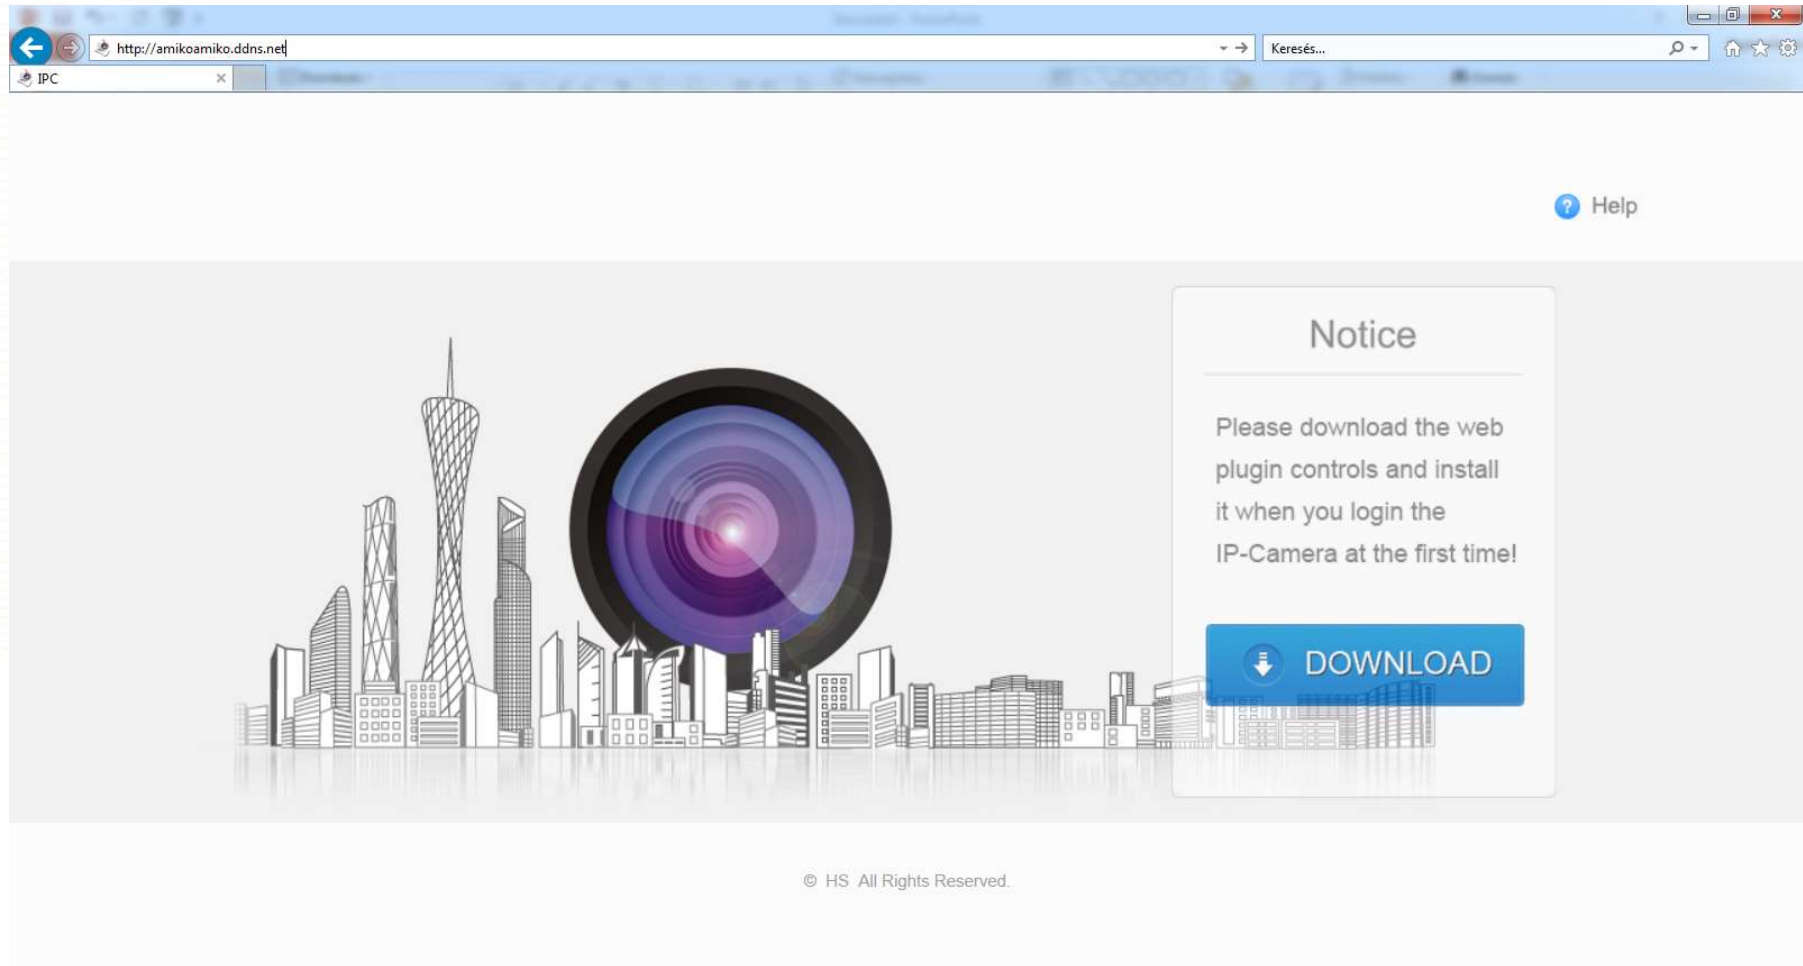 http://amikoamiko.ddns.net
Keresés...
IPC
Help
Notice
Please download the web
plugin controls and install
it when you login the
IP-Camera at the first time!
DOWNLOAD
© HS All Rights Reserved.